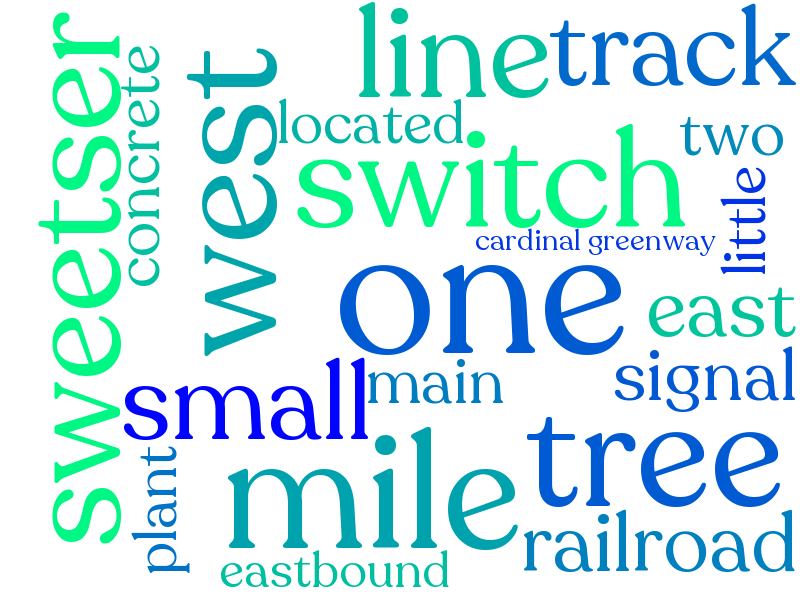 line
track
sweetser
concrete
west
located
switch
two
little
cardinal greenway
one
east
small
main
signal
tree
mile
plant
railroad
eastbound